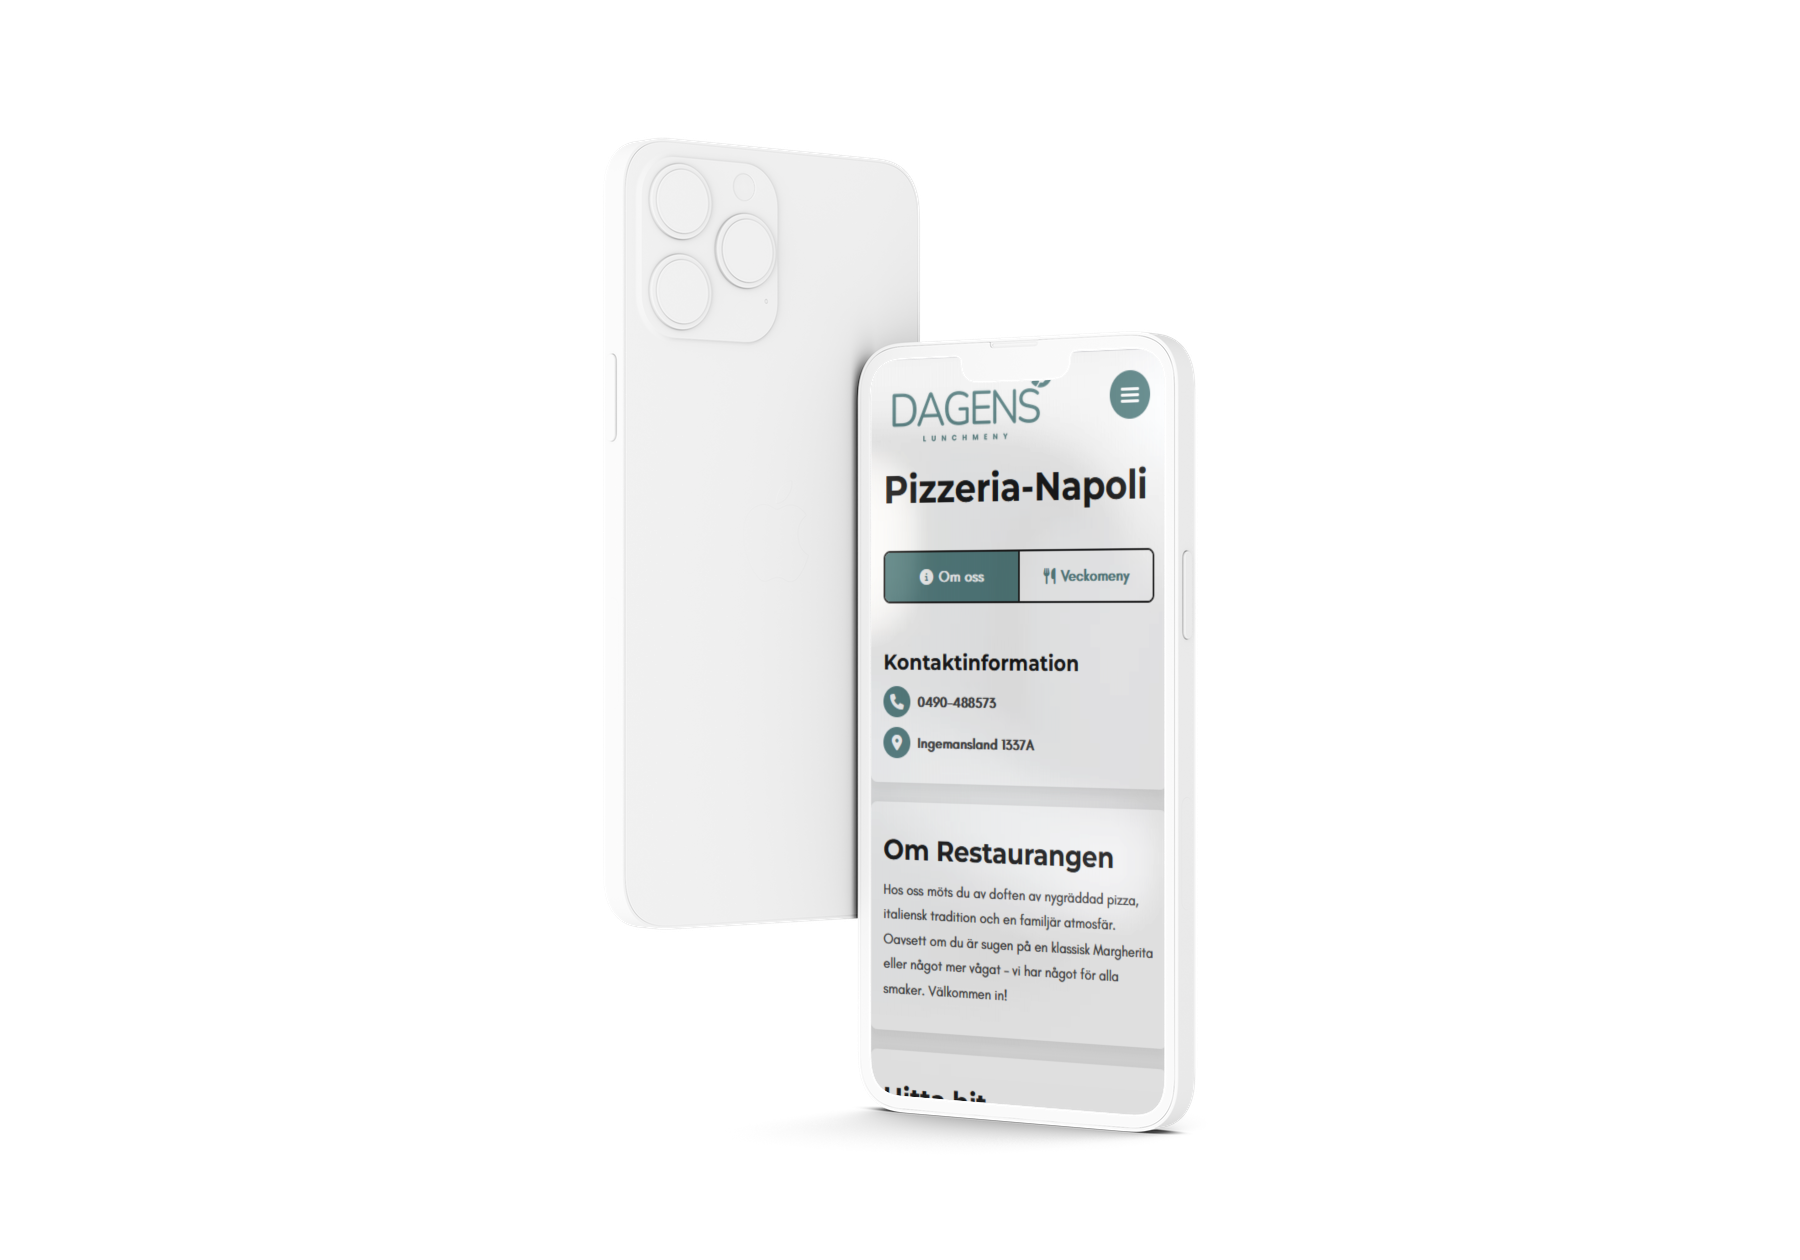 DAGENS
LUNCHMENY
Pizzeria-Napoli
Om oss
Veckomeny
Kontaktinformation
0490-488573
Ingemansland 1337A
Om Restaurangen
Hos oss möts du av doften av nygräddad pizza,
italiensk tradition och en familjär atmosfär.
Oavsett om du är sugen på en klassisk Margherita
eller något mer vågat – vi har något för alla
smaker. Välkommen in!
Hitta hit